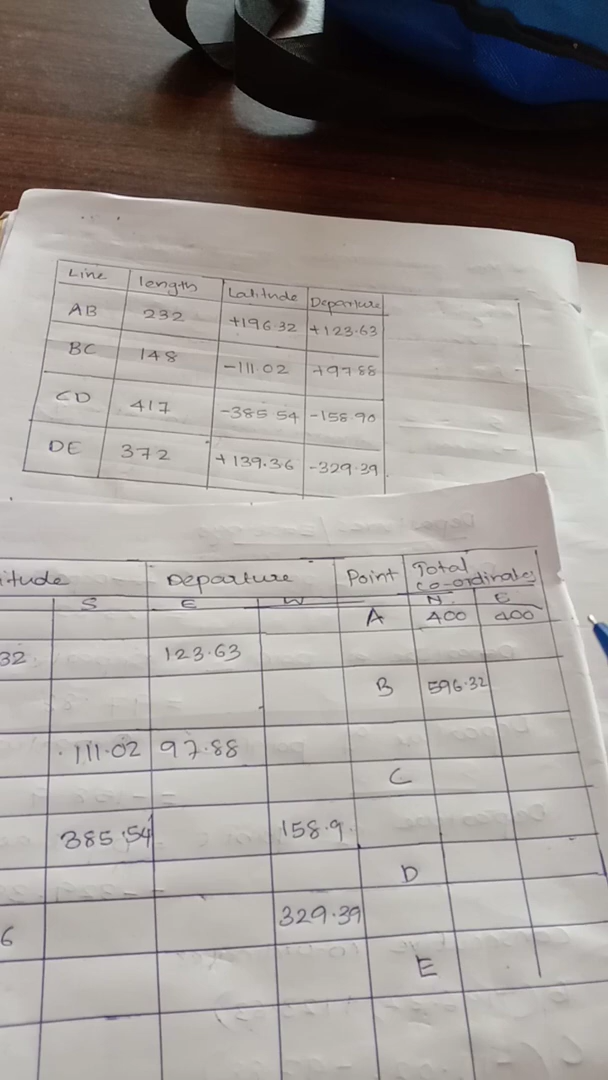 Line length Latitude Departure
AB 232 +196.32 +123.63
BC 148 -111.02 +97.88
CD 417 -385.54 -158.90
DE 372 +139.36 -329.39
itude Departure Point Total co-ordinates
S E W N. E
A 400 400
32 123.63
B 596.32
111.02 97.88
C
385.54 158.9
D
6 329.39
E